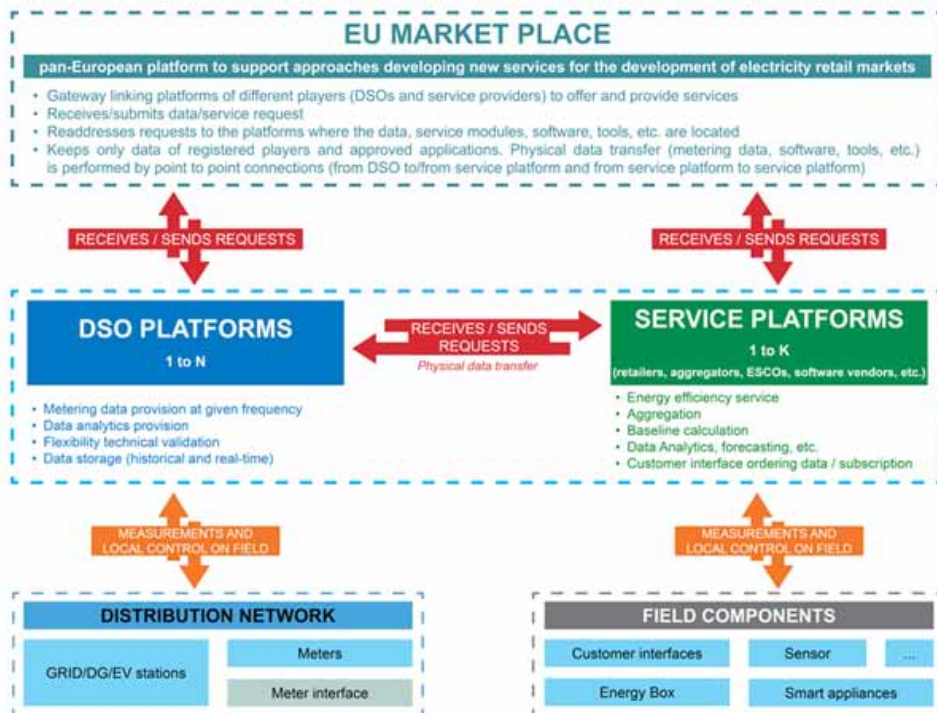 EU MARKET PLACE
pan-European platform to support approaches developing new services for the development of electricity retail markets
• Gateway linking platforms of different players (DSOs and service providers) to offer and provide services
• Receives/submits data/service request
• Readdresses requests to the platforms where the data, service modules, software, tools, etc. are located
• Keeps only data of registered players and approved applications. Physical data transfer (metering data, software, tools, etc.)
is performed by point to point connections (from DSO to/from service platform and from service platform to service platform)
RECEIVES / SENDS REQUESTS
RECEIVES / SENDS REQUESTS
DSO PLATFORMS
1 to N
• Metering data provision at given frequency
• Data analytics provision
• Flexibility technical validation
• Data storage (historical and real-time)
RECEIVES / SENDS
REQUESTS
Physical data transfer
SERVICE PLATFORMS
1 to K
(retailers, aggregators, ESCOs, software vendors, etc.)
• Energy efficiency service
• Aggregation
• Baseline calculation
• Data Analytics, forecasting, etc.
• Customer interface ordering data / subscription
MEASUREMENTS AND
LOCAL CONTROL ON FIELD
MEASUREMENTS AND
LOCAL CONTROL ON FIELD
DISTRIBUTION NETWORK
GRID/DG/EV stations
Meters
Meter interface
FIELD COMPONENTS
Customer interfaces
Sensor
...
Energy Box
Smart appliances